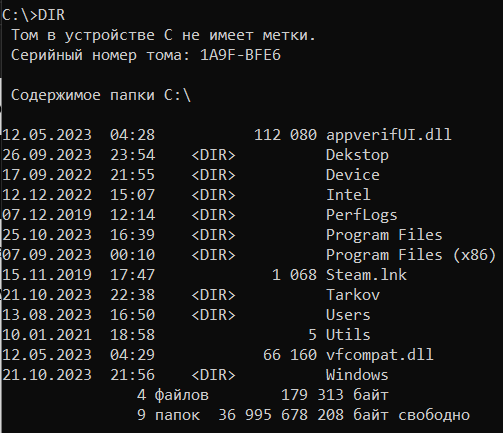 C:\>DIR
Том в устройстве C не имеет метки.
Серийный номер тома: 1A9F-BFE6
Содержимое папки C:\
12.05.2023 04:28 112 080 appverifUI.dll
26.09.2023 23:54 <DIR> Dekstop
17.09.2022 21:55 <DIR> Device
12.12.2022 15:07 <DIR> Intel
07.12.2019 12:14 <DIR> PerfLogs
25.10.2023 16:39 <DIR> Program Files
07.09.2023 00:10 <DIR> Program Files (x86)
15.11.2019 17:47 1 068 Steam.lnk
21.10.2023 22:38 <DIR> Tarkov
13.08.2023 16:50 <DIR> Users
10.01.2021 18:58 5 Utils
12.05.2023 04:29 66 160 vfcompat.dll
21.10.2023 21:56 <DIR> Windows
4 файлов 179 313 байт
9 папок 36 995 678 208 байт свободно